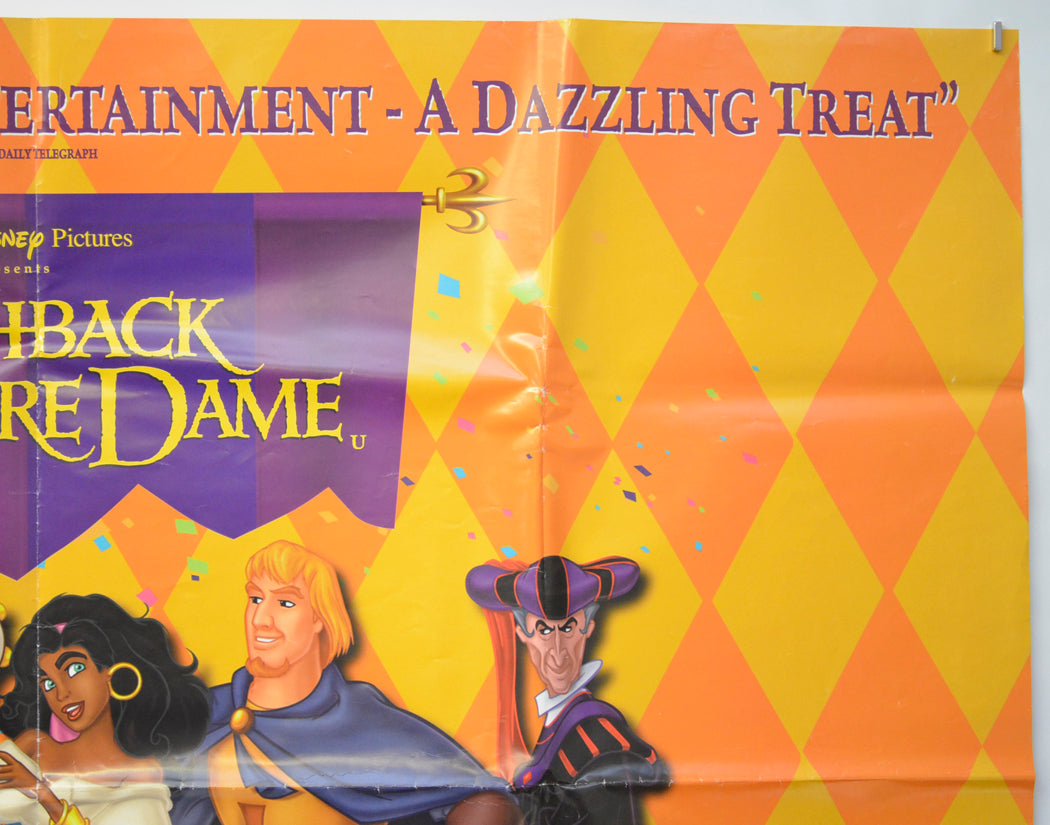 ERTAINMENT - A DAZZLING TREAT”
DAILY TELEGRAPH
NEY Pictures
sents
HBACK
RE DAME U